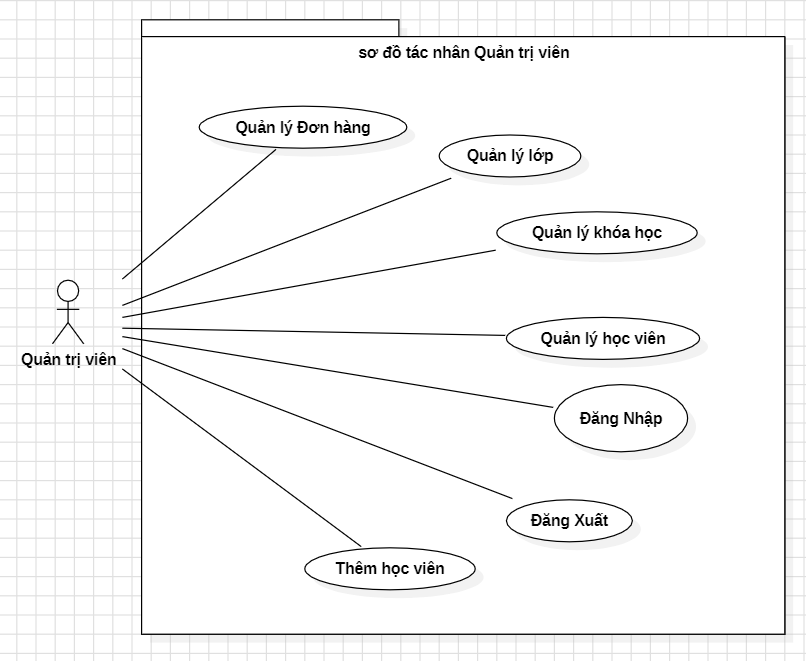 sơ đồ tác nhân Quản trị viên
Quản lý Đơn hàng
Quản lý lớp
Quản lý khóa học
Quản lý học viên
Quản trị viên
Đăng Nhập
Đăng Xuất
Thêm học viên